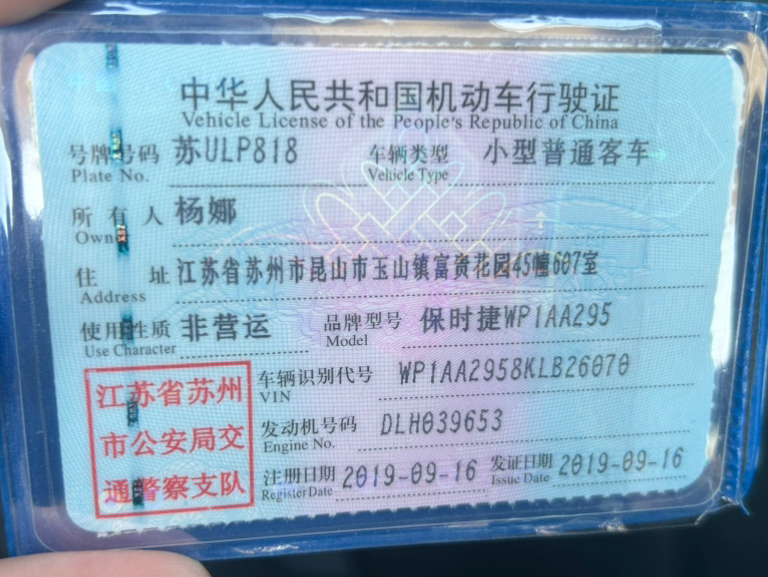 中华人民共和国机动车行驶证
Vehicle License of the People's Republic of China
号牌号码 苏ULP818 车辆类型 小型普通客车
Plate No. Vehicle Type
所有人 杨娜
Owner
住址 江苏省苏州市昆山市玉山镇富贵花园45幢607室
Address
使用性质 非营运 品牌型号 保时捷WP1AA295
Use Character Model
江苏省苏州 车辆识别代号 WP1AA2958KLB26070
VIN
市公安局交 发动机号码 DLH039653
Engine No.
通警察支队 注册日期 2019-09-16 发证日期 2019-09-16
Register Date Issue Date